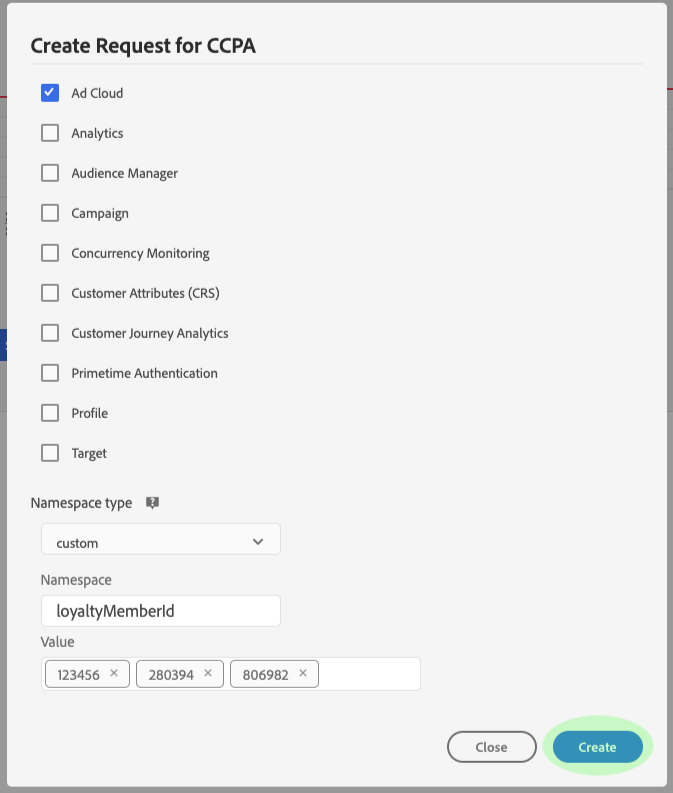 Create Request for CCPA
Ad Cloud
Analytics
Audience Manager
Campaign
Concurrency Monitoring
Customer Attributes (CRS)
Customer Journey Analytics
Primetime Authentication
Profile
Target
Namespace type ?
custom
Namespace
loyaltyMemberId
Value
123456 × 280394 × 806982 ×
Close Create